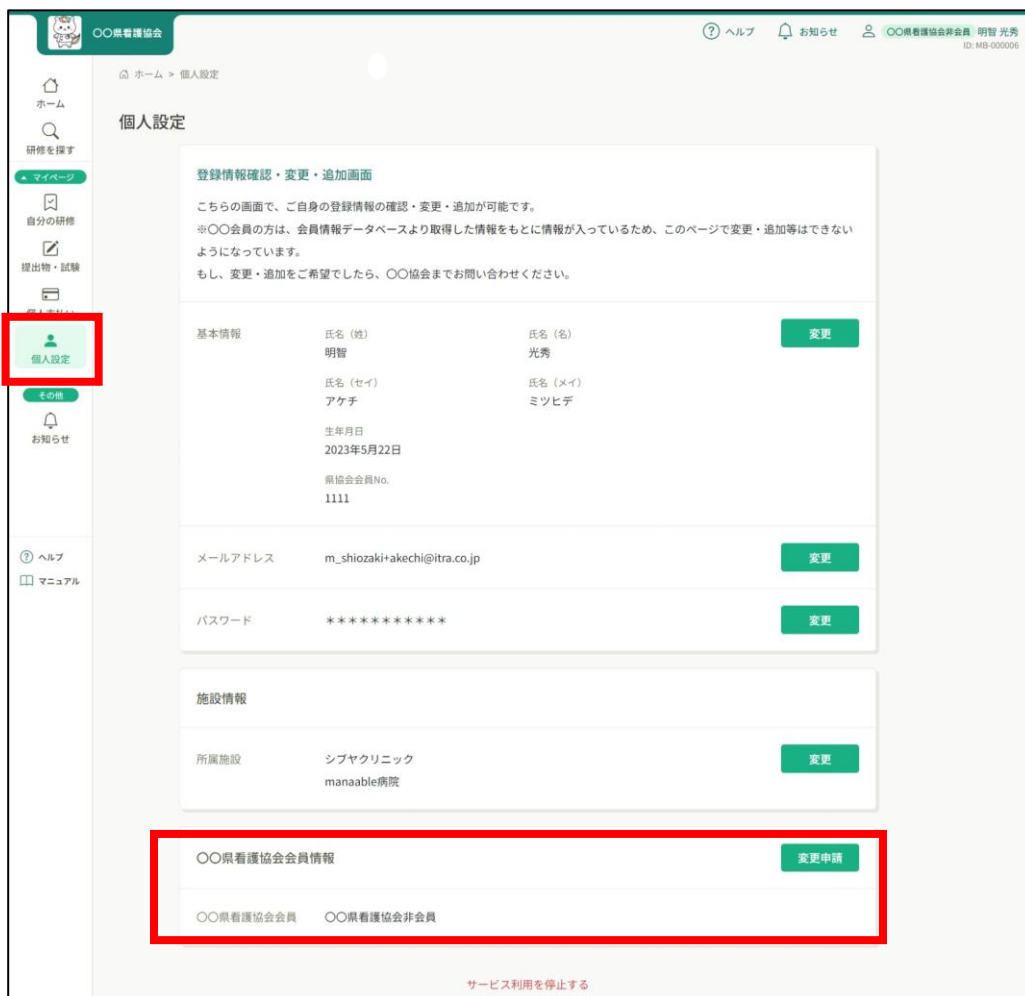 〇〇県看護協会
ヘルプ
お知らせ
〇〇県看護協会非会員 明智 光秀
ID: MB-000006
ホーム > 個人設定
ホーム
研修を探す
マイページ
自分の研修
提出物・試験
個人支払い
個人設定
その他
お知らせ
ヘルプ
マニュアル
個人設定
登録情報確認・変更・追加画面
こちらの画面で、ご自身の登録情報の確認・変更・追加が可能です。
※〇〇会員の方は、会員情報データベースより取得した情報をもとに情報が入っているため、このページで変更・追加等はできない
ようになっています。
もし、変更・追加をご希望でしたら、〇〇協会までお問い合わせください。
基本情報
氏名（姓） 氏名（名）
明智 光秀
変更
氏名（セイ） 氏名（メイ）
アケチ ミツヒデ
生年月日
2023年5月22日
県協会会員No.
1111
メールアドレス m_shiozaki+akechi@itra.co.jp 変更
パスワード ＊＊＊＊＊＊＊＊＊＊＊ 変更
施設情報
所属施設 シブヤクリニック 変更
manaable病院
〇〇県看護協会会員情報 変更申請
〇〇県看護協会会員 〇〇県看護協会非会員
サービス利用を停止する